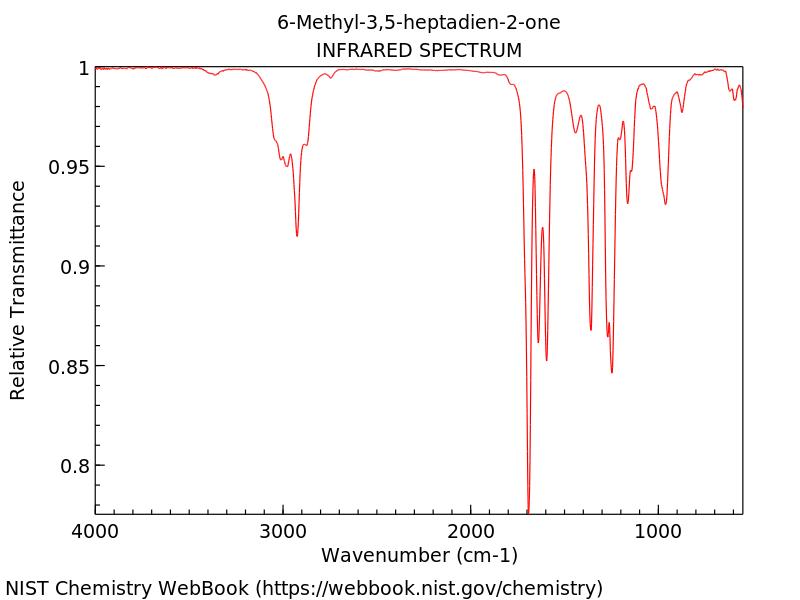 6-Methyl-3,5-heptadien-2-one
INFRARED SPECTRUM
1
0.95
0.9
0.85
0.8
Relative Transmittance
4000 3000 2000 1000
Wavenumber (cm-1)
NIST Chemistry WebBook (https://webbook.nist.gov/chemistry)